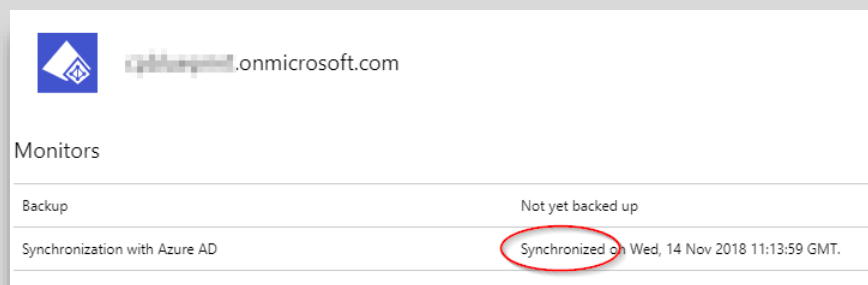 .onmicrosoft.com
Monitors
Backup Not yet backed up
Synchronization with Azure AD Synchronized on Wed, 14 Nov 2018 11:13:59 GMT.